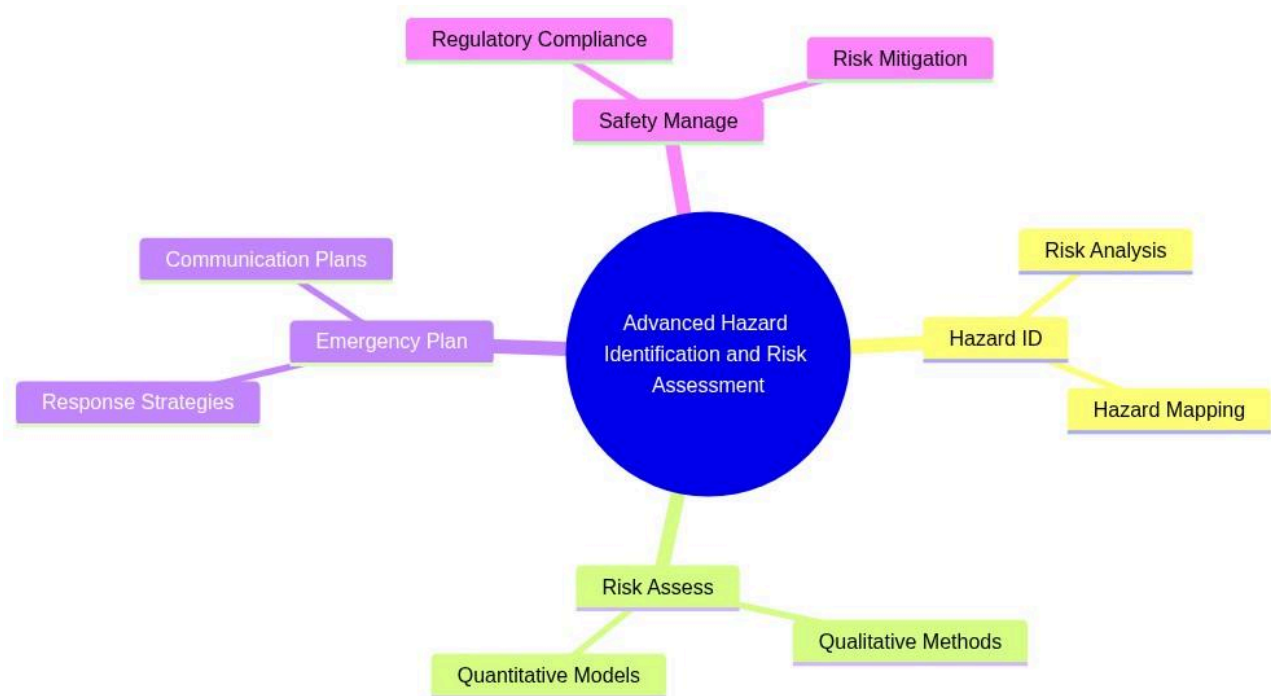 Regulatory Compliance
Risk Mitigation
Safety Manage
Communication Plans
Risk Analysis
Advanced Hazard
Identification and Risk
Assessment
Emergency Plan
Hazard ID
Response Strategies
Hazard Mapping
Risk Assess
Qualitative Methods
Quantitative Models